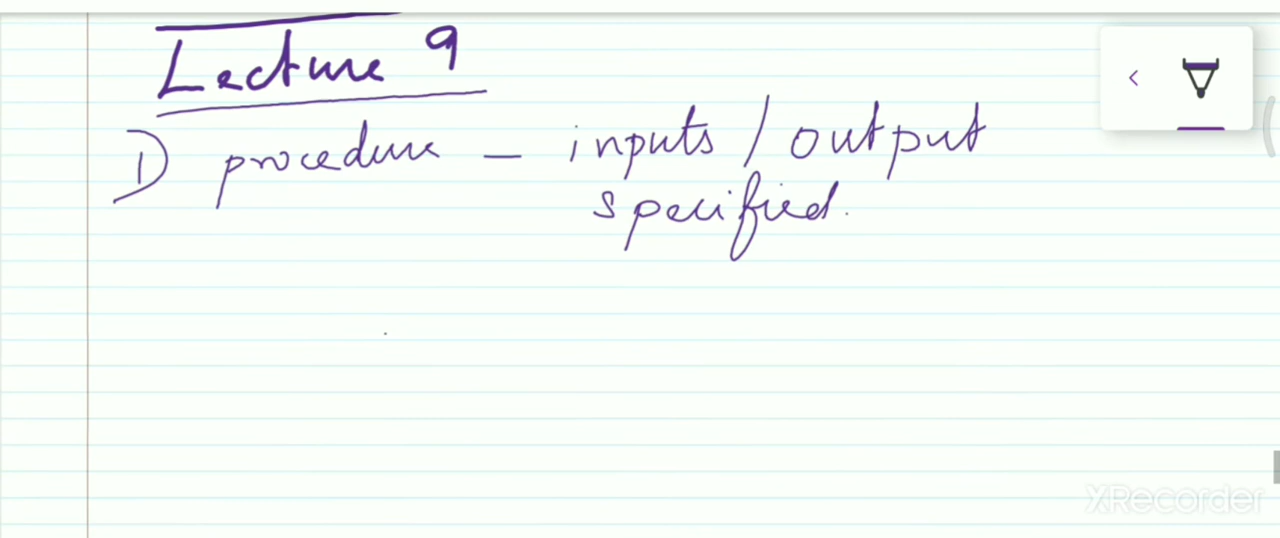 Lecture 9
1) procedure - inputs / output
specified.
XRecorder